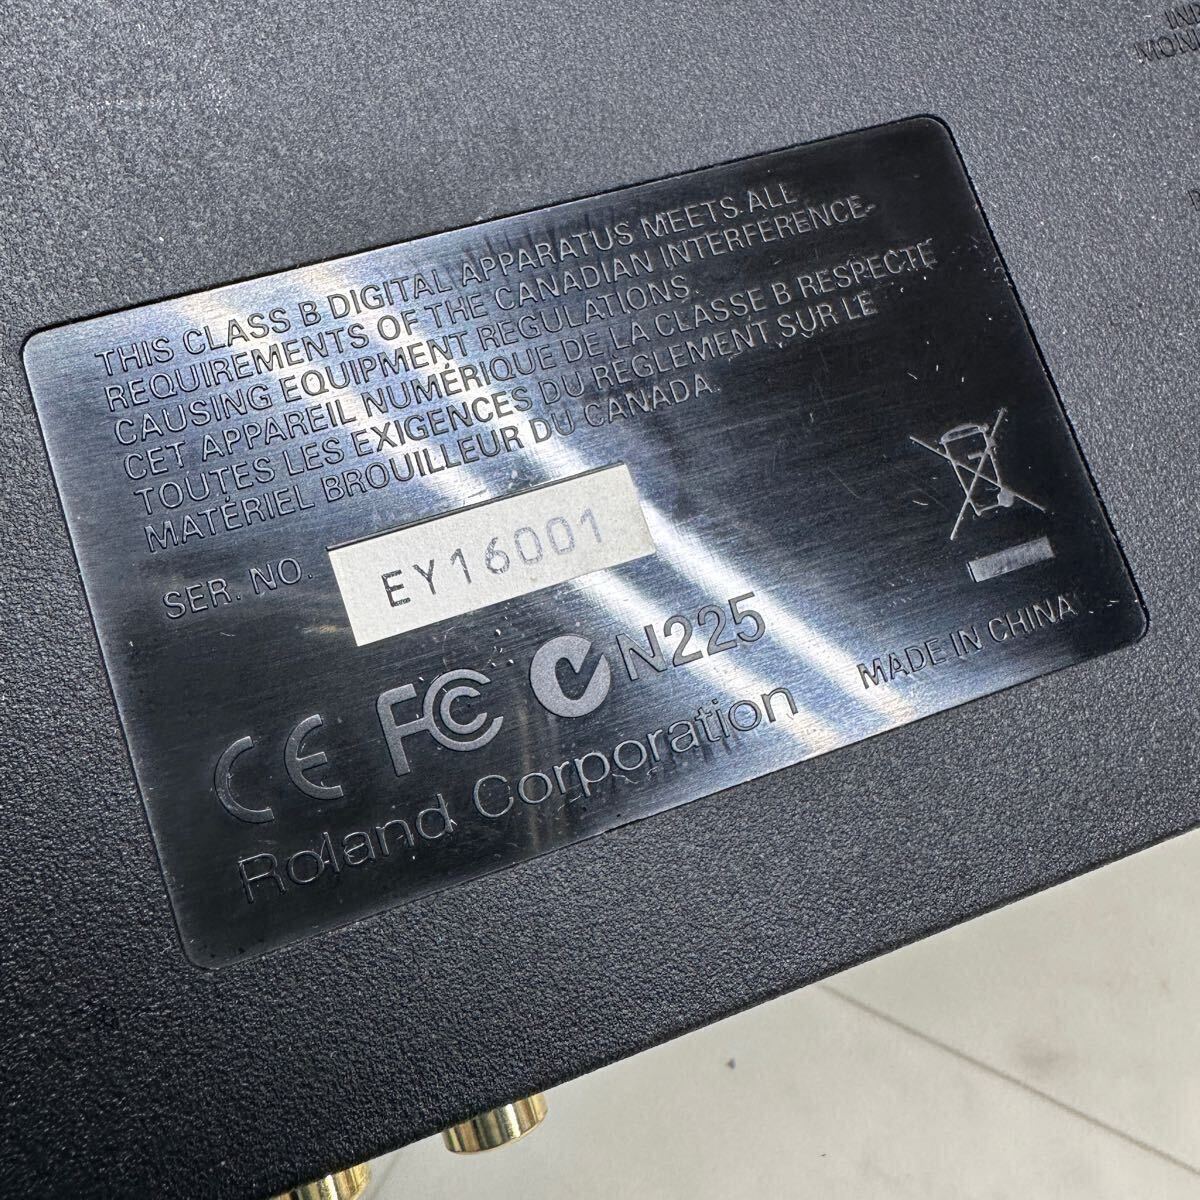 THIS CLASS B DIGITAL APPARATUS MEETS ALL
REQUIREMENTS OF THE CANADIAN INTERFERENCE-
CAUSING EQUIPMENT REGULATIONS.
CET APPAREIL NUMÉRIQUE DE LA CLASSE B RESPECTE
TOUTES LES EXIGENCES DU RÈGLEMENT SUR LE
MATÉRIEL BROUILLEUR DU CANADA.
SER. NO. EY16001
CE FC N225
MADE IN CHINA
Roland Corporation